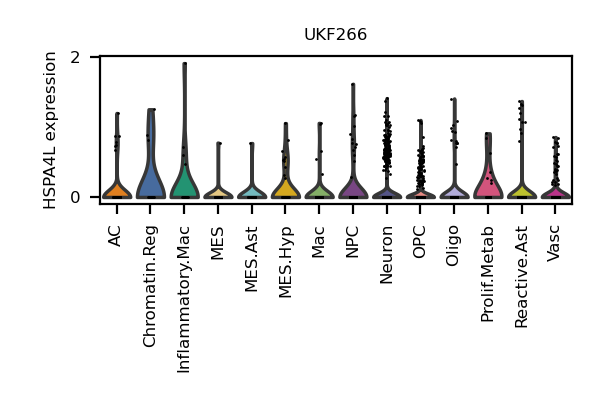 UKF266
HSPA4L expression
2
0
AC
Chromatin.Reg
Inflammatory.Mac
MES
MES.Ast
MES.Hyp
Mac
NPC
Neuron
OPC
Oligo
Prolif.Metab
Reactive.Ast
Vasc